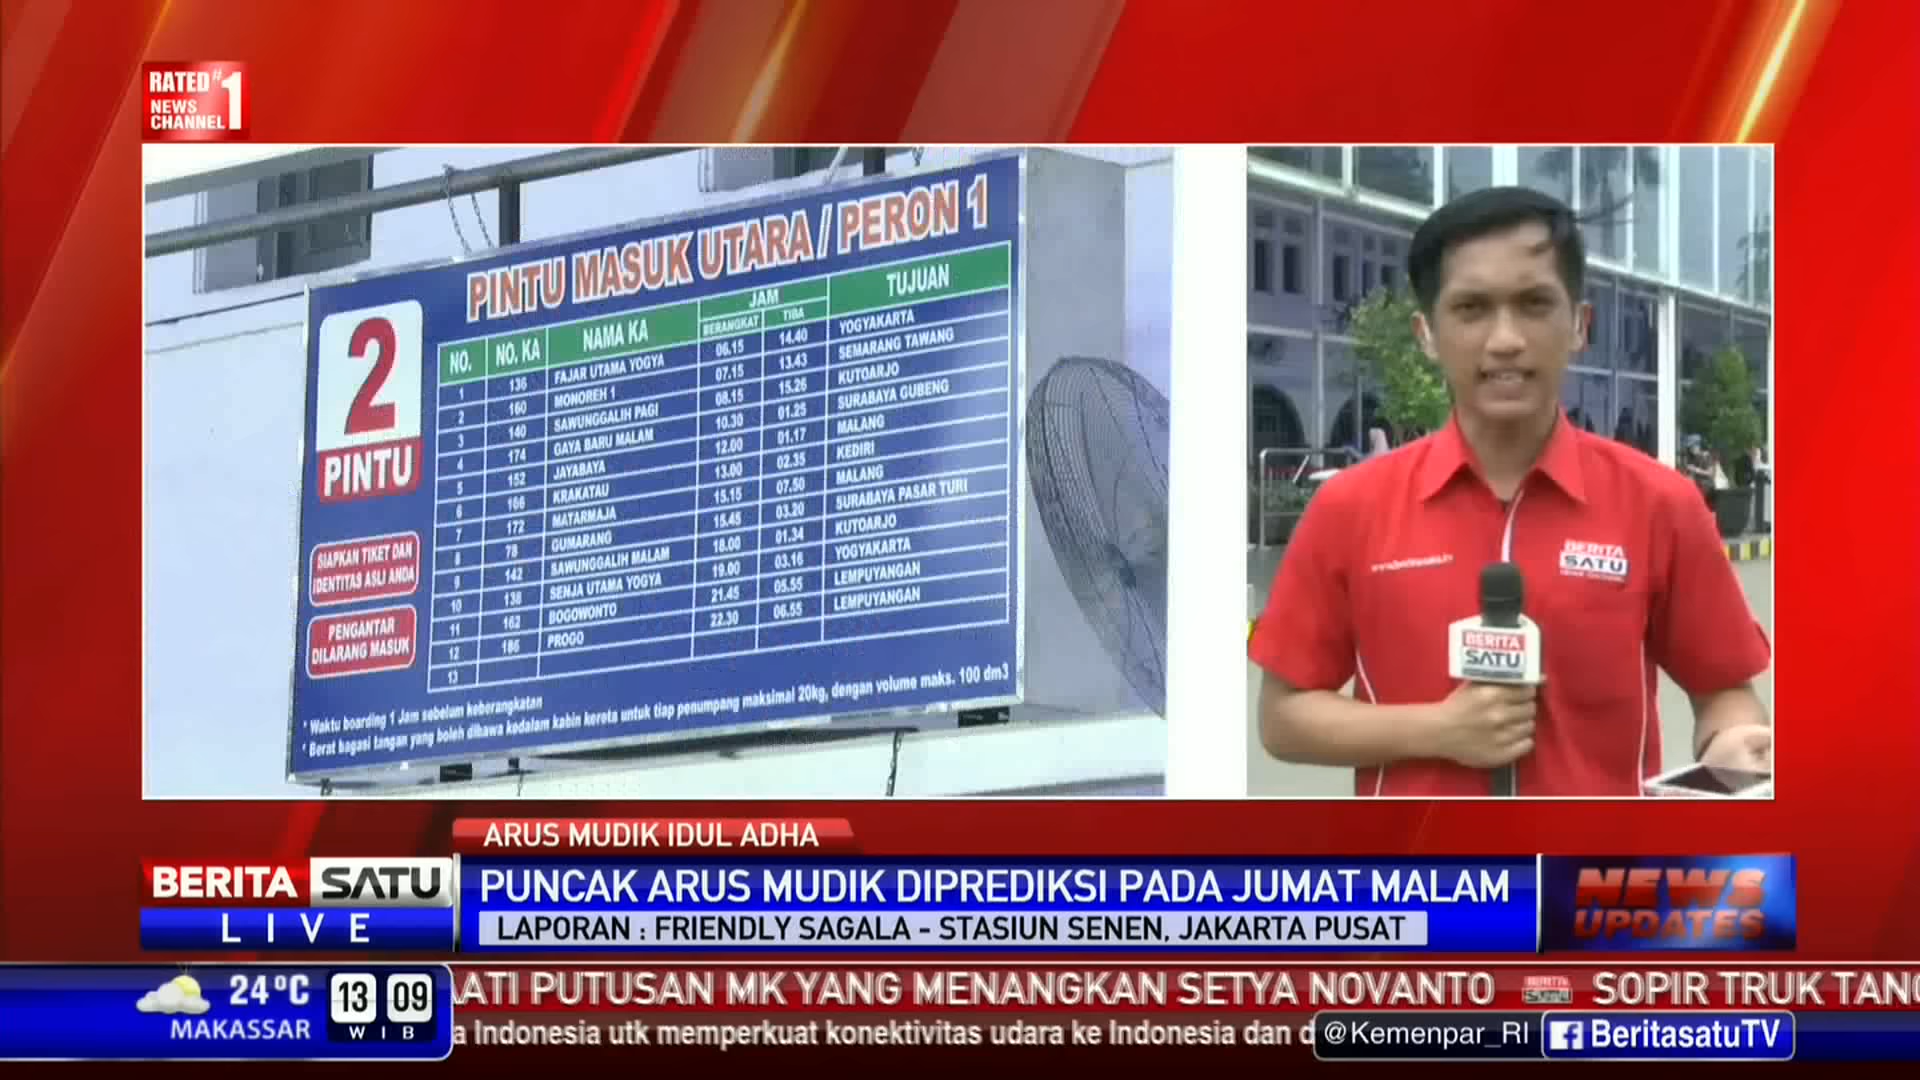 RATED #1
NEWS
CHANNEL
PINTU MASUK UTARA / PERON 1
2
PINTU
SIAPKAN TIKET DAN
IDENTITAS ASLI ANDA
PENGANTAR
DILARANG MASUK
NO. NO. KA NAMA KA JAM TUJUAN
BERANGKAT TIBA
1 136 FAJAR UTAMA YOGYA 06.15 14.40 YOGYAKARTA
2 160 MONOREH 1 07.15 13.43 SEMARANG TAWANG
3 140 SAWUNGGALIH PAGI 08.15 15.26 KUTOARJO
4 174 GAYA BARU MALAM 10.30 01.25 SURABAYA GUBENG
5 152 JAYABAYA 12.00 01.17 MALANG
6 166 KRAKATAU 13.00 02.35 KEDIRI
7 172 MATARMAJA 15.15 07.50 MALANG
8 78 GUMARANG 15.45 03.20 SURABAYA PASAR TURI
9 142 SAWUNGGALIH MALAM 18.00 01.34 KUTOARJO
10 138 SENJA UTAMA YOGYA 19.00 03.16 YOGYAKARTA
11 162 BOGOWONTO 21.45 05.55 LEMPUYANGAN
12 186 PROGO 22.30 06.55 LEMPUYANGAN
13
* Waktu boarding 1 Jam sebelum keberangkatan
* Berat bagasi tangan yang boleh dibawa kedalam kabin kereta untuk tiap penumpang maksimal 20kg, dengan volume maks. 100 dm3
BERITA
SATU
BERITA
SATU
ARUS MUDIK IDUL ADHA
BERITA SATU
LIVE
PUNCAK ARUS MUDIK DIPREDIKSI PADA JUMAT MALAM
LAPORAN : FRIENDLY SAGALA - STASIUN SENEN, JAKARTA PUSAT
NEWS
UPDATES
24°C
MAKASSAR
13 09
WIB
AATI PUTUSAN MK YANG MENANGKAN SETYA NOVANTO SOPIR TRUK TANG
a Indonesia utk memperkuat konektivitas udara ke Indonesia dan d
@Kemenpar_RI
BeritasatuTV